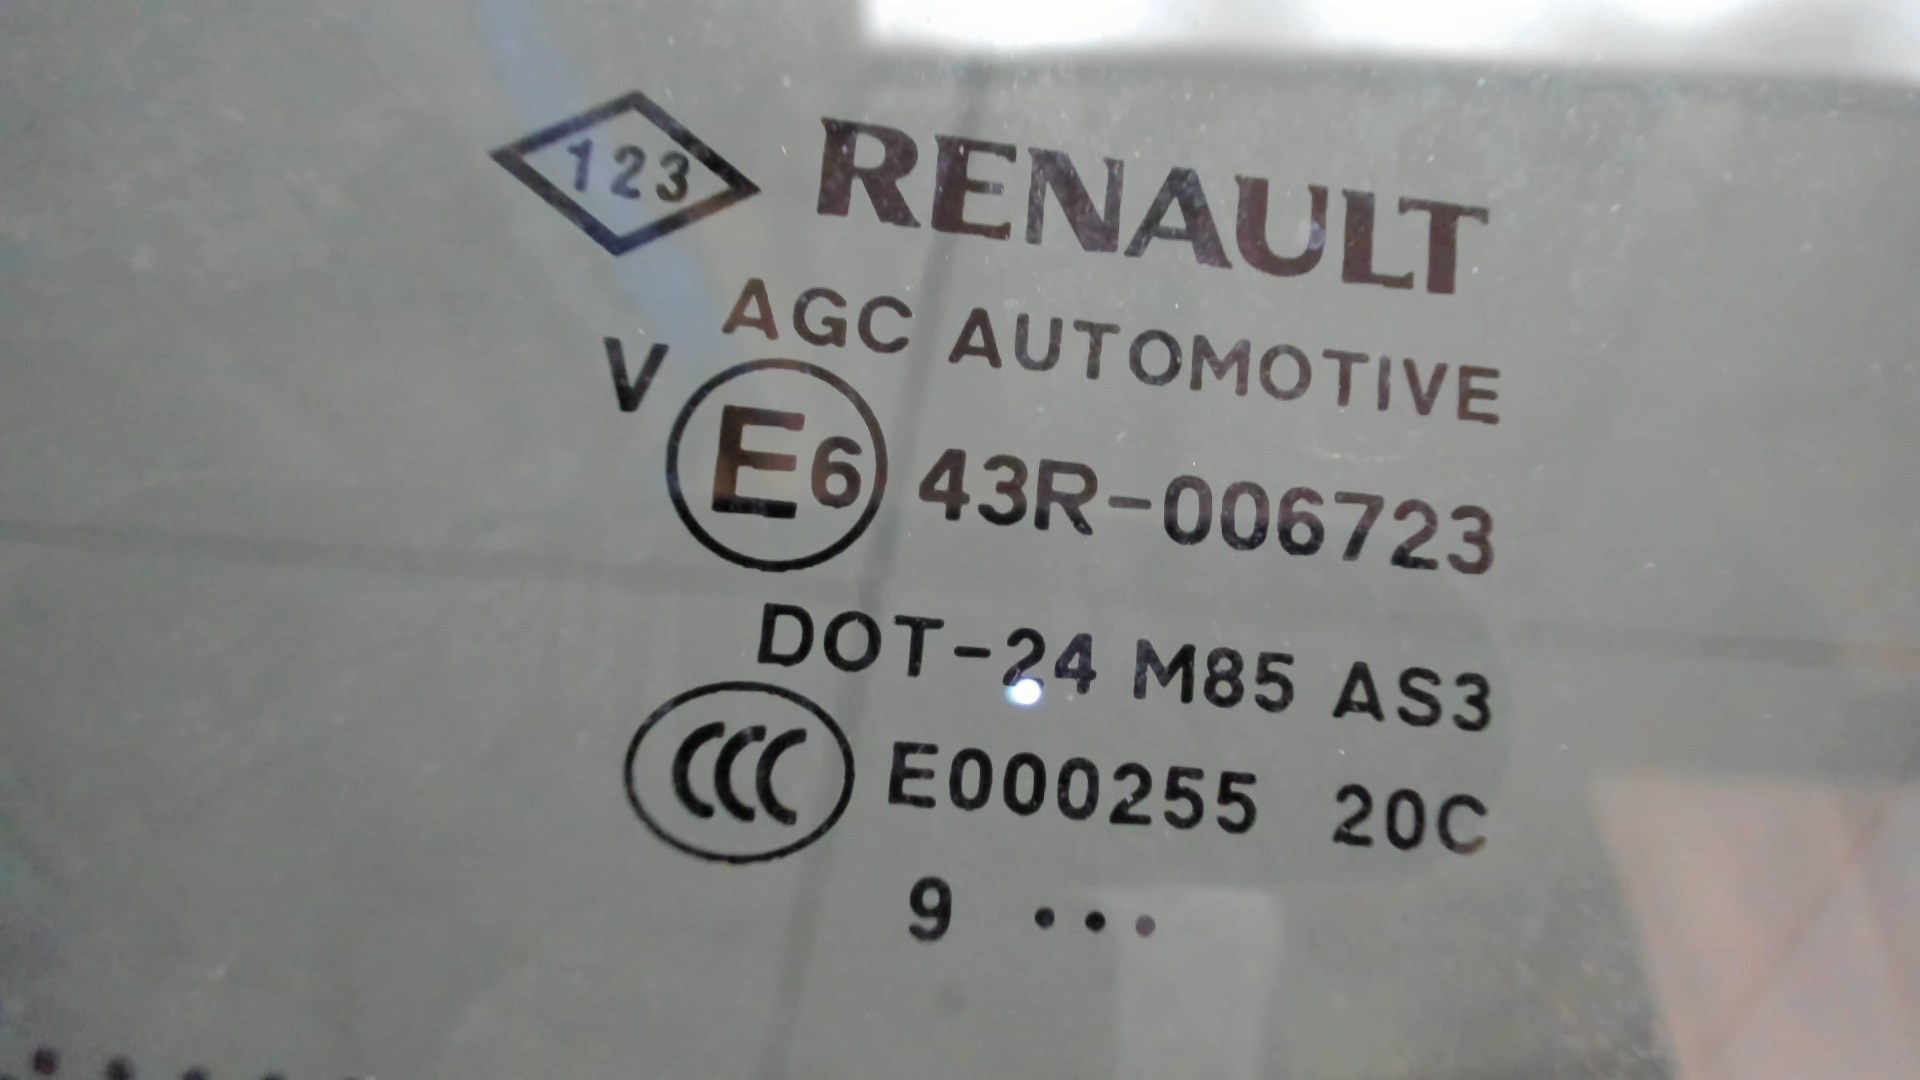 123 RENAULT
AGC AUTOMOTIVE
V E6 43R-006723
DOT-24 M85 AS3
CCC E000255 20C
9 •••